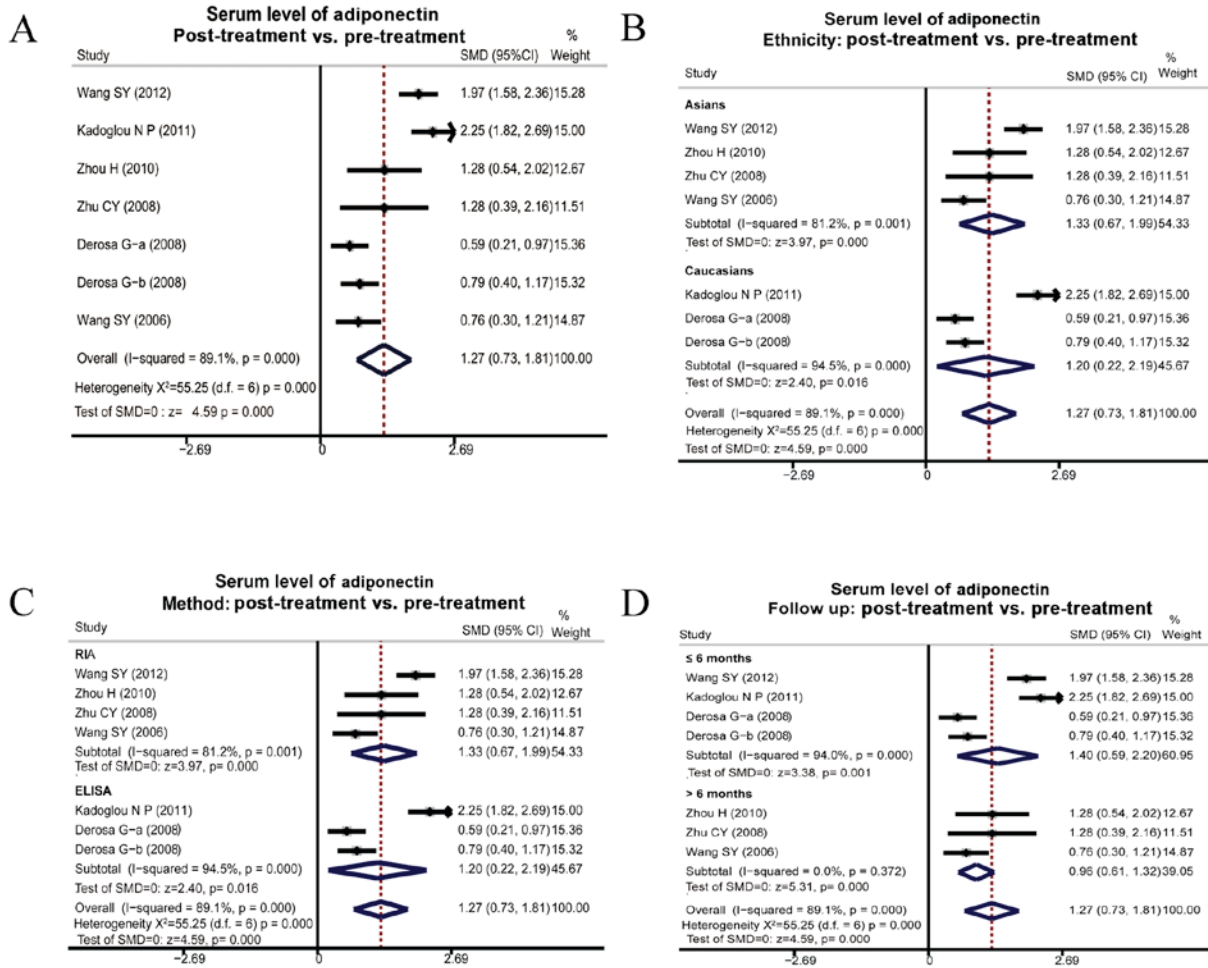 A
Serum level of adiponectin
Post-treatment vs. pre-treatment
%
Study SMD (95%CI) Weight
Wang SY (2012) 1.97 (1.58, 2.36) 15.28
Kadoglou N P (2011) 2.25 (1.82, 2.69) 15.00
Zhou H (2010) 1.28 (0.54, 2.02) 12.67
Zhu CY (2008) 1.28 (0.39, 2.16) 11.51
Derosa G-a (2008) 0.59 (0.21, 0.97) 15.36
Derosa G-b (2008) 0.79 (0.40, 1.17) 15.32
Wang SY (2006) 0.76 (0.30, 1.21) 14.87
Overall (I-squared = 89.1%, p = 0.000) 1.27 (0.73, 1.81) 100.00
Heterogeneity X²=55.25 (d.f. = 6) p = 0.000
Test of SMD=0 : z= 4.59 p = 0.000
-2.69 0 2.69
B
Serum level of adiponectin
Ethnicity: post-treatment vs. pre-treatment
%
Study SMD (95% CI) Weight
Asians
Wang SY (2012) 1.97 (1.58, 2.36) 15.28
Zhou H (2010) 1.28 (0.54, 2.02) 12.67
Zhu CY (2008) 1.28 (0.39, 2.16) 11.51
Wang SY (2006) 0.76 (0.30, 1.21) 14.87
Subtotal (I-squared = 81.2%, p = 0.001) 1.33 (0.67, 1.99) 54.33
Test of SMD=0: z=3.97, p= 0.000
Caucasians
Kadoglou N P (2011) 2.25 (1.82, 2.69) 15.00
Derosa G-a (2008) 0.59 (0.21, 0.97) 15.36
Derosa G-b (2008) 0.79 (0.40, 1.17) 15.32
Subtotal (I-squared = 94.5%, p = 0.000) 1.20 (0.22, 2.19) 45.67
Test of SMD=0: z=2.40, p= 0.016
Overall (I-squared = 89.1%, p = 0.000) 1.27 (0.73, 1.81) 100.00
Heterogeneity X²=55.25 (d.f. = 6) p = 0.000
Test of SMD=0: z=4.59, p = 0.000
-2.69 0 2.69
C
Serum level of adiponectin
Method: post-treatment vs. pre-treatment
%
Study SMD (95% CI) Weight
RIA
Wang SY (2012) 1.97 (1.58, 2.36) 15.28
Zhou H (2010) 1.28 (0.54, 2.02) 12.67
Zhu CY (2008) 1.28 (0.39, 2.16) 11.51
Wang SY (2006) 0.76 (0.30, 1.21) 14.87
Subtotal (I-squared = 81.2%, p = 0.001) 1.33 (0.67, 1.99) 54.33
Test of SMD=0: z=3.97, p= 0.000
ELISA
Kadoglou N P (2011) 2.25 (1.82, 2.69) 15.00
Derosa G-a (2008) 0.59 (0.21, 0.97) 15.36
Derosa G-b (2008) 0.79 (0.40, 1.17) 15.32
Subtotal (I-squared = 94.5%, p = 0.000) 1.20 (0.22, 2.19) 45.67
Test of SMD=0: z=2.40, p = 0.016
Overall (I-squared = 89.1%, p = 0.000) 1.27 (0.73, 1.81) 100.00
Heterogeneity X²=55.25 (d.f. = 6) p = 0.000
Test of SMD=0: z=4.59, p = 0.000
-2.69 0 2.69
D
Serum level of adiponectin
Follow up: post-treatment vs. pre-treatment
%
Study SMD (95% CI) Weight
≤ 6 months
Wang SY (2012) 1.97 (1.58, 2.36) 15.28
Kadoglou N P (2011) 2.25 (1.82, 2.69) 15.00
Derosa G-a (2008) 0.59 (0.21, 0.97) 15.36
Derosa G-b (2008) 0.79 (0.40, 1.17) 15.32
Subtotal (I-squared = 94.0%, p = 0.000) 1.40 (0.59, 2.20) 60.95
Test of SMD=0: z=3.38, p= 0.001
> 6 months
Zhou H (2010) 1.28 (0.54, 2.02) 12.67
Zhu CY (2008) 1.28 (0.39, 2.16) 11.51
Wang SY (2006) 0.76 (0.30, 1.21) 14.87
Subtotal (I-squared = 0.0%, p = 0.372) 0.96 (0.61, 1.32) 39.05
Test of SMD=0: z=5.31, p = 0.000
Overall (I-squared = 89.1%, p = 0.000) 1.27 (0.73, 1.81) 100.00
Heterogeneity X²=55.25 (d.f. = 6) p = 0.000
Test of SMD=0: z=4.59, p = 0.000
-2.69 0 2.69